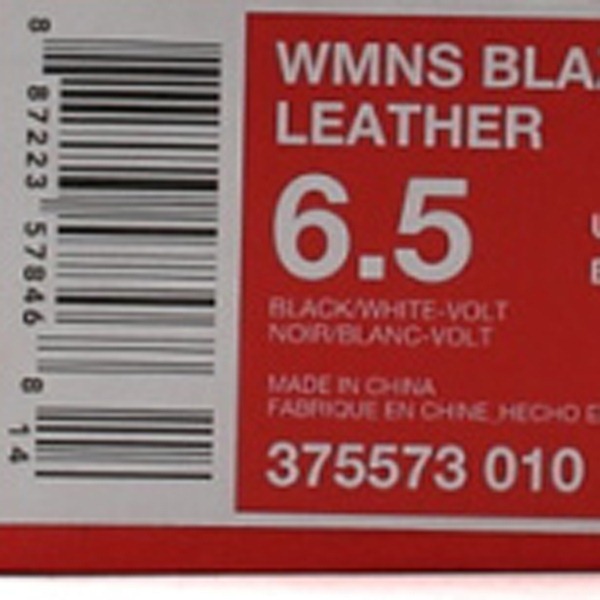 8 87223 57846 8 14
WMNS BLAZ
LEATHER
6.5
BLACK/WHITE-VOLT
NOIR/BLANC-VOLT
MADE IN CHINA
FABRIQUE EN CHINE, HECHO E
375573 010